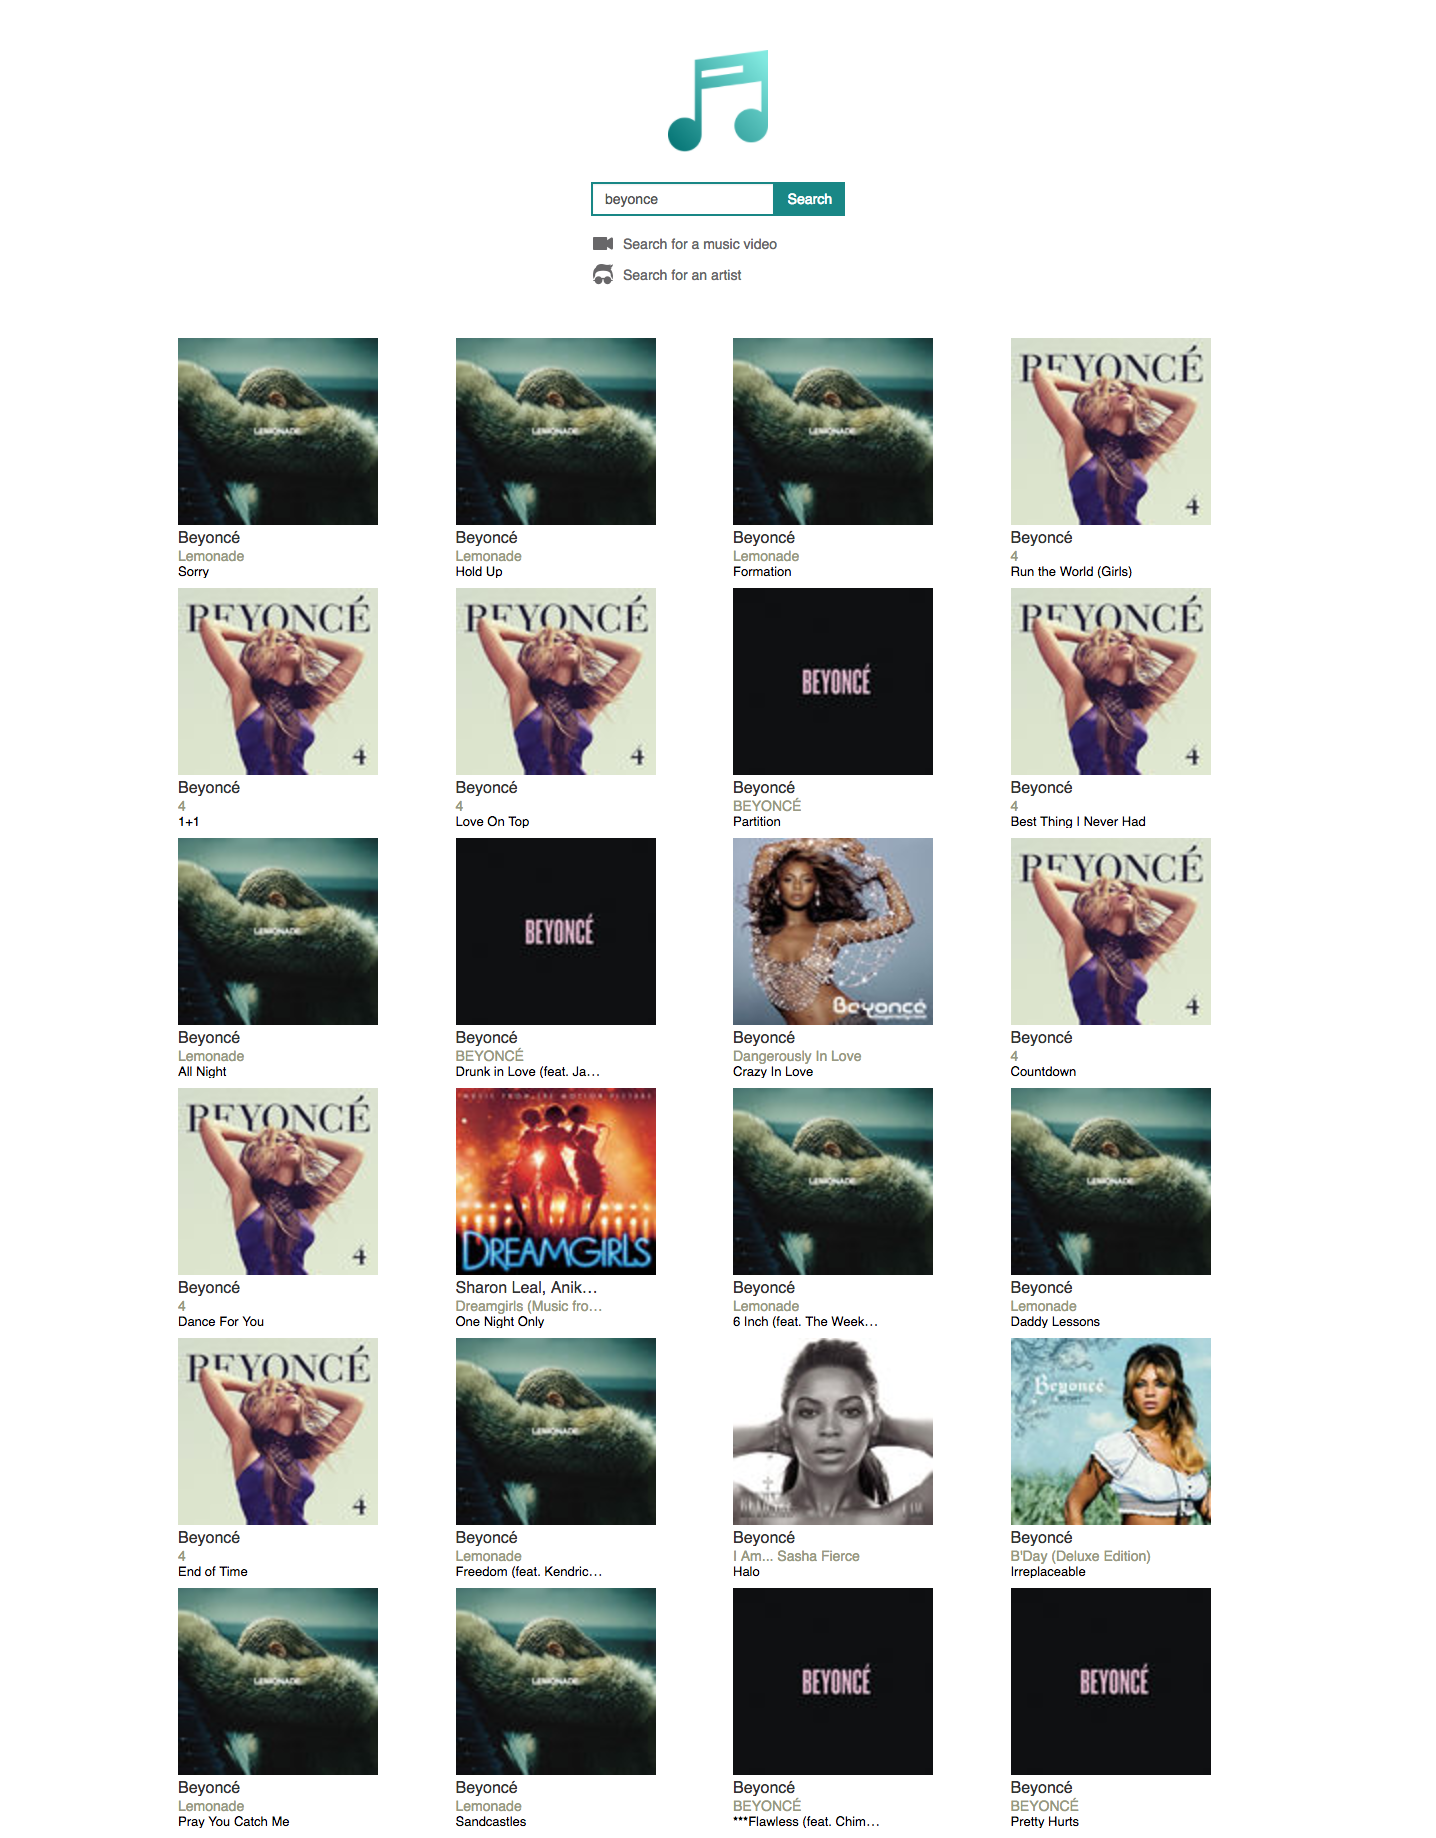 beyonce Search
Search for a music video
Search for an artist
LEMONADE LEMONADE LEMONADE BEYONCÉ
4
Beyoncé Beyoncé Beyoncé Beyoncé
Lemonade Lemonade Lemonade 4
Sorry Hold Up Formation Run the World (Girls)
BEYONCÉ BEYONCÉ BEYONCÉ BEYONCÉ
4 4 4
Beyoncé Beyoncé Beyoncé Beyoncé
4 4 BEYONCÉ 4
1+1 Love On Top Partition Best Thing I Never Had
LEMONADE BEYONCÉ Beyoncé BEYONCÉ
4
Beyoncé Beyoncé Beyoncé Beyoncé
Lemonade BEYONCÉ Dangerously In Love 4
All Night Drunk in Love (feat. Ja… Crazy In Love Countdown
BEYONCÉ MUSIC FROM THE MOTION PICTURE LEMONADE LEMONADE
4 DREAMGIRLS
Beyoncé Sharon Leal, Anik… Beyoncé Beyoncé
4 Dreamgirls (Music fro… Lemonade Lemonade
Dance For You One Night Only 6 Inch (feat. The Week… Daddy Lessons
BEYONCÉ LEMONADE Beyoncé
4
Beyoncé Beyoncé Beyoncé Beyoncé
4 Lemonade I Am... Sasha Fierce B'Day (Deluxe Edition)
End of Time Freedom (feat. Kendric… Halo Irreplaceable
LEMONADE LEMONADE BEYONCÉ BEYONCÉ
Beyoncé Beyoncé Beyoncé Beyoncé
Lemonade Lemonade BEYONCÉ BEYONCÉ
Pray You Catch Me Sandcastles ***Flawless (feat. Chim… Pretty Hurts